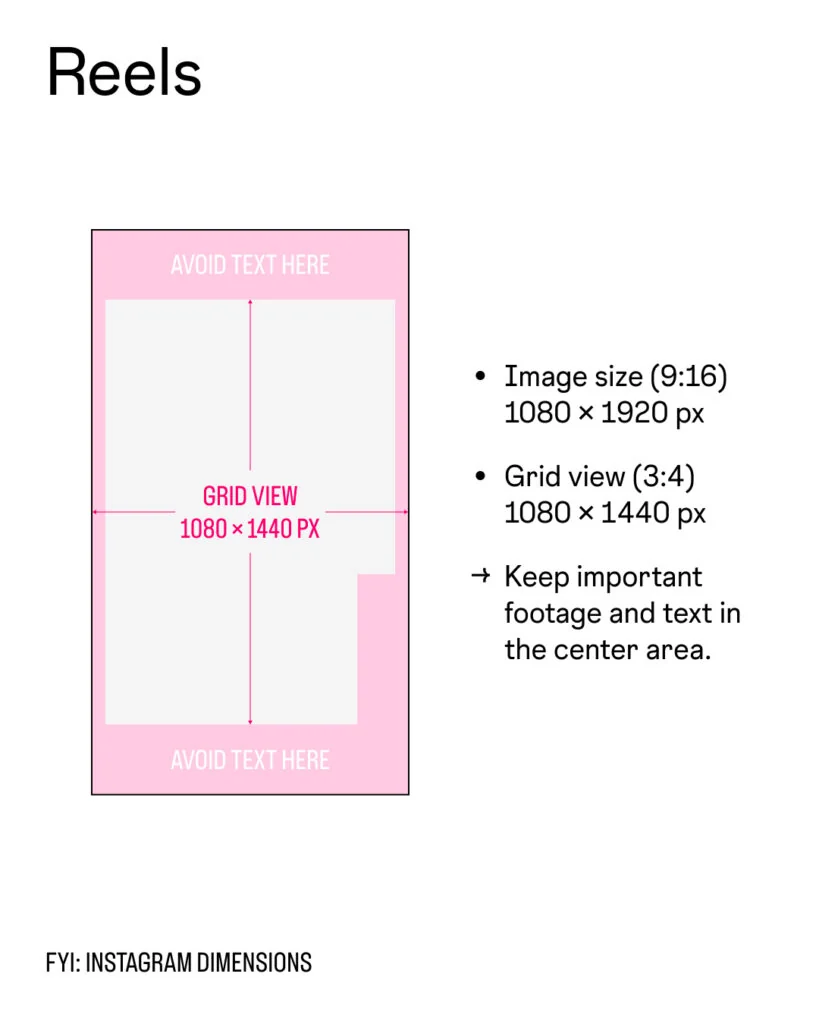 Reels
AVOID TEXT HERE
GRID VIEW
1080 × 1440 PX
AVOID TEXT HERE
• Image size (9:16)
1080 × 1920 px
• Grid view (3:4)
1080 × 1440 px
→ Keep important
footage and text in
the center area.
FYI: INSTAGRAM DIMENSIONS